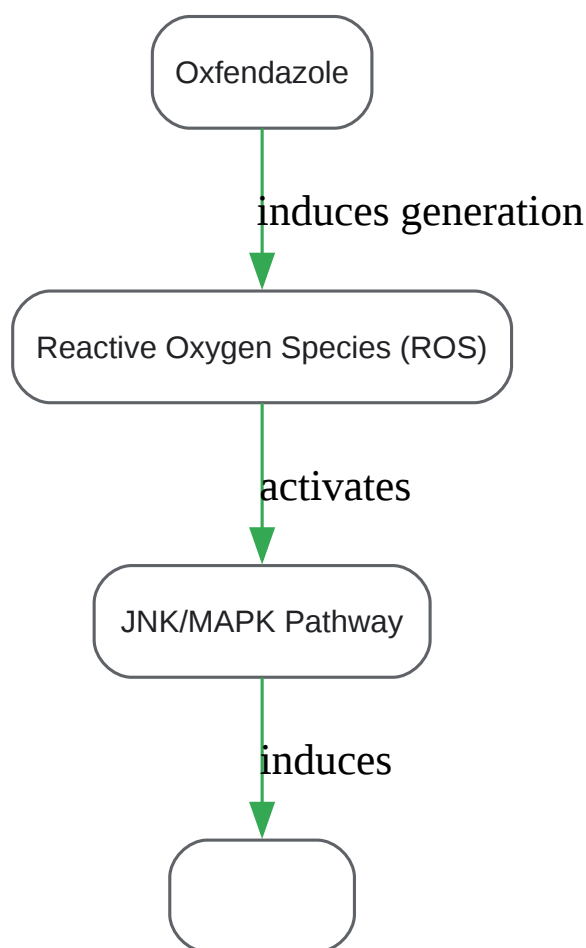 Oxfendazole
induces generation
Reactive Oxygen Species (ROS)
activates
JNK/MAPK Pathway
induces